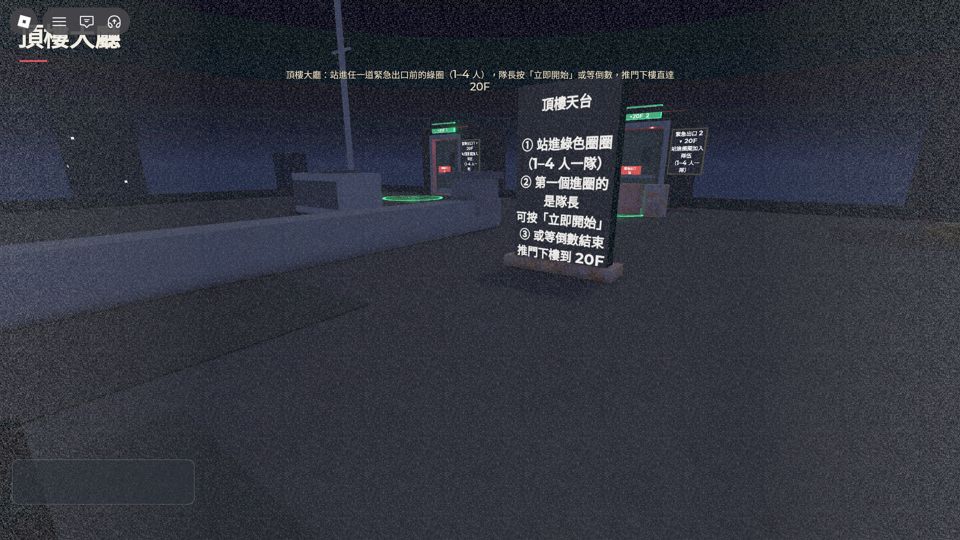 頂樓大廳
頂樓大廳：站進任一道緊急出口前的綠圈（1–4 人），隊長按「立即開始」或等倒數，推門下樓直達
20F
頂樓天台
① 站進綠色圈圈
（1–4 人一隊）
② 第一個進圈的
是隊長
可按「立即開始」
③ 或等倒數結束
推門下樓到 20F
緊急出口 2
▼ 20F